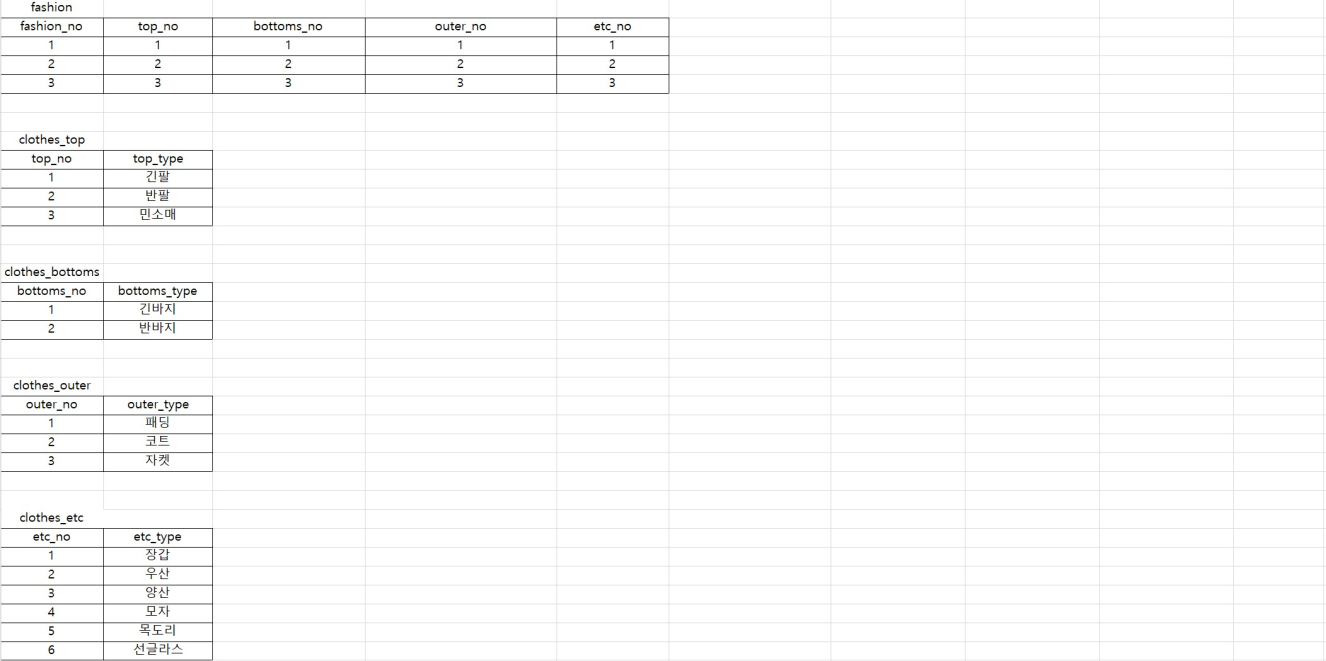 fashion
fashion_no top_no bottoms_no outer_no etc_no
1 1 1 1 1
2 2 2 2 2
3 3 3 3 3
clothes_top
top_no top_type
1 긴팔
2 반팔
3 민소매
clothes_bottoms
bottoms_no bottoms_type
1 긴바지
2 반바지
clothes_outer
outer_no outer_type
1 패딩
2 코트
3 자켓
clothes_etc
etc_no etc_type
1 장갑
2 우산
3 양산
4 모자
5 목도리
6 선글라스